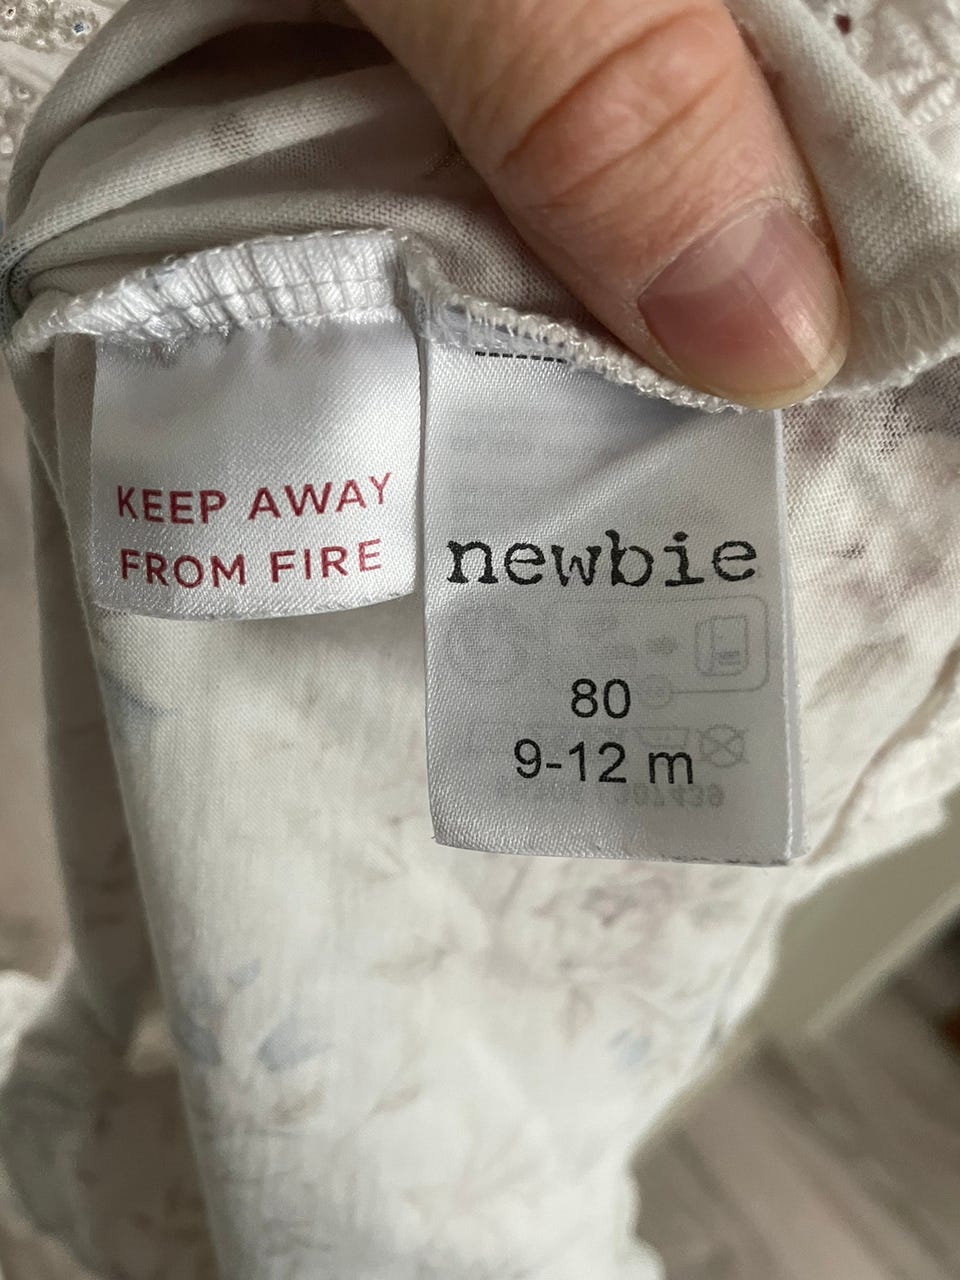 KEEP AWAY
FROM FIRE
newbie
80
9-12 m